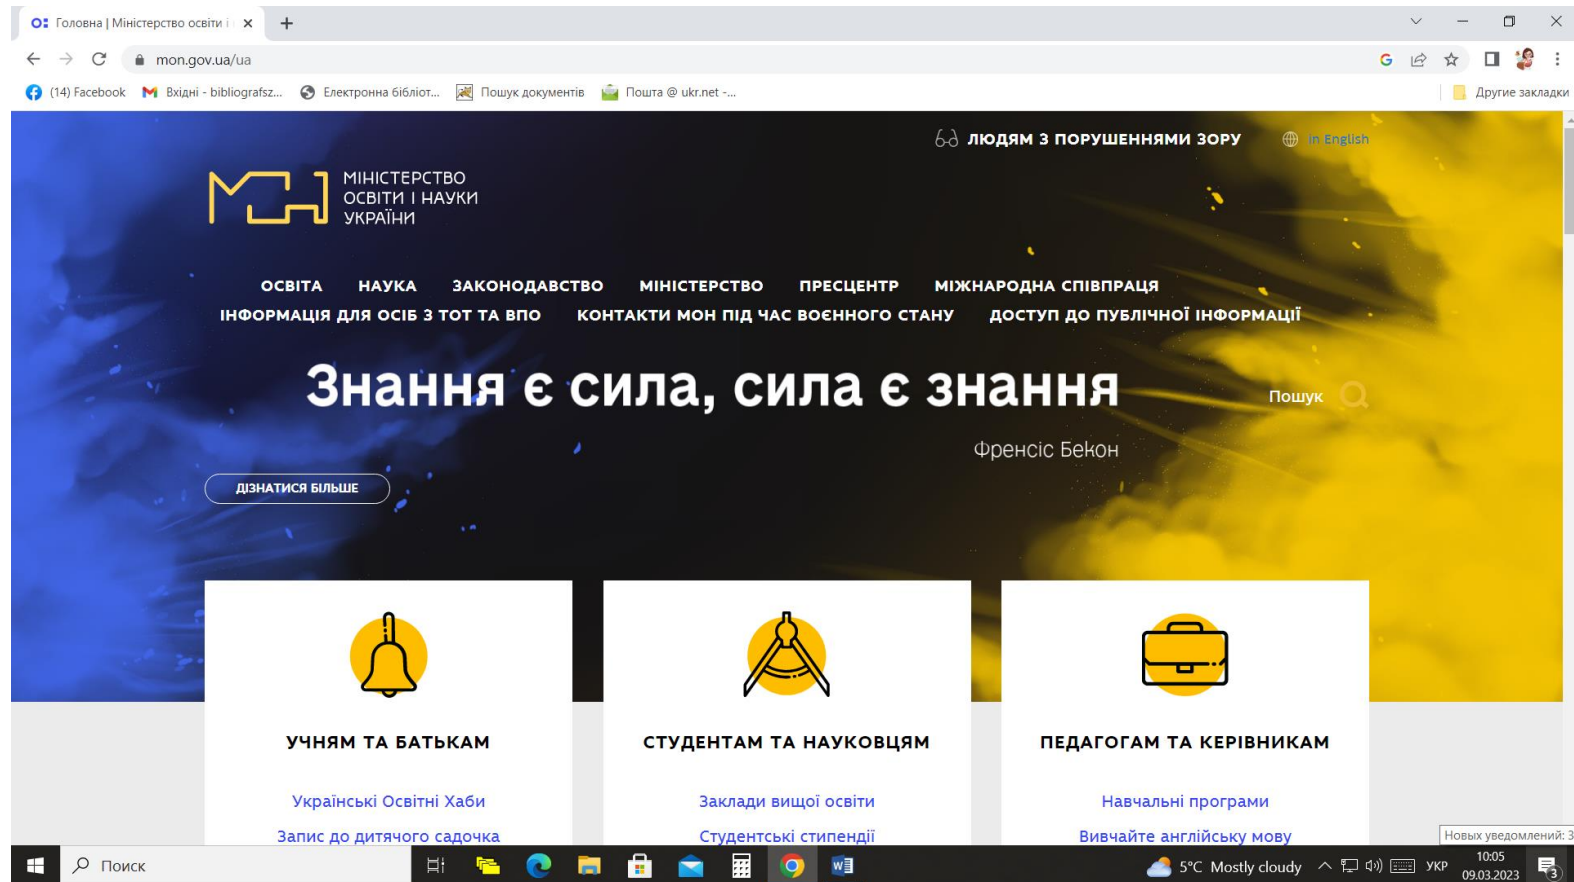 Головна | Міністерство освіти і
mon.gov.ua/ua
(14) Facebook
Вхідні - bibliografsz...
Електронна бібліот...
Пошук документів
Пошта @ ukr.net -...
Другие закладки
ЛЮДЯМ З ПОРУШЕННЯМИ ЗОРУ
In English
МІНІСТЕРСТВО
ОСВІТИ І НАУКИ
УКРАЇНИ
ОСВІТА НАУКА ЗАКОНОДАВСТВО МІНІСТЕРСТВО ПРЕСЦЕНТР МІЖНАРОДНА СПІВПРАЦЯ
ІНФОРМАЦІЯ ДЛЯ ОСІБ З ТОТ ТА ВПО КОНТАКТИ МОН ПІД ЧАС ВОЄННОГО СТАНУ ДОСТУП ДО ПУБЛІЧНОЇ ІНФОРМАЦІЇ
Знання є сила, сила є знання
Пошук
Френсіс Бекон
ДІЗНАТИСЯ БІЛЬШЕ
УЧНЯМ ТА БАТЬКАМ
Українські Освітні Хаби
Запис до дитячого садочка
СТУДЕНТАМ ТА НАУКОВЦЯМ
Заклади вищої освіти
Студентські стипендії
ПЕДАГОГАМ ТА КЕРІВНИКАМ
Навчальні програми
Вивчайте англійську мову
Новых уведомлений: 3
Поиск
5°C Mostly cloudy
УКР
10:05
09.03.2023
3